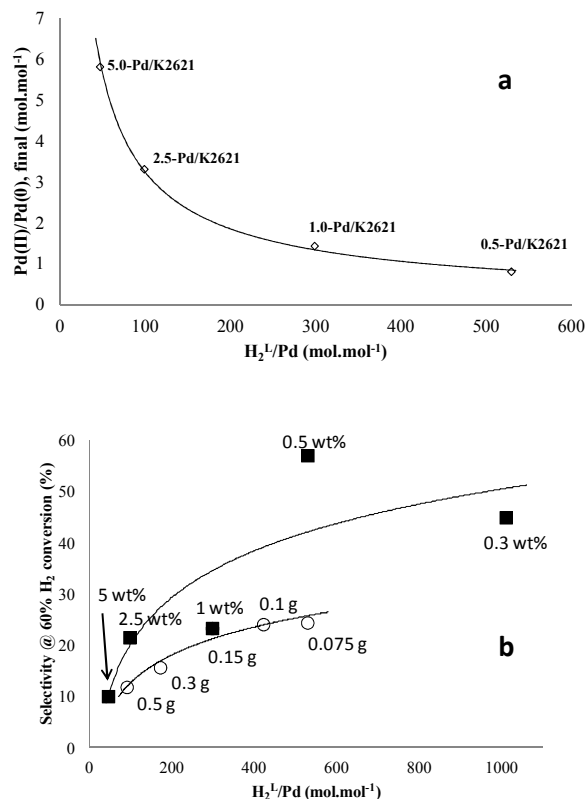 a
7
6
5
4
3
2
1
0
Pd(II)/Pd(0), final (mol.mol⁻¹)
5.0-Pd/K2621
2.5-Pd/K2621
1.0-Pd/K2621
0.5-Pd/K2621
0 100 200 300 400 500 600
H₂ᴸ/Pd (mol.mol⁻¹)
60
50
40
30
20
10
0
Selectivity @ 60% H₂ conversion (%)
0.5 wt%
0.3 wt%
5 wt%
2.5 wt%
1 wt%
0.1 g
0.15 g
0.075 g
0.3 g
0.5 g
b
0 200 400 600 800 1000
H₂ᴸ/Pd (mol.mol⁻¹)